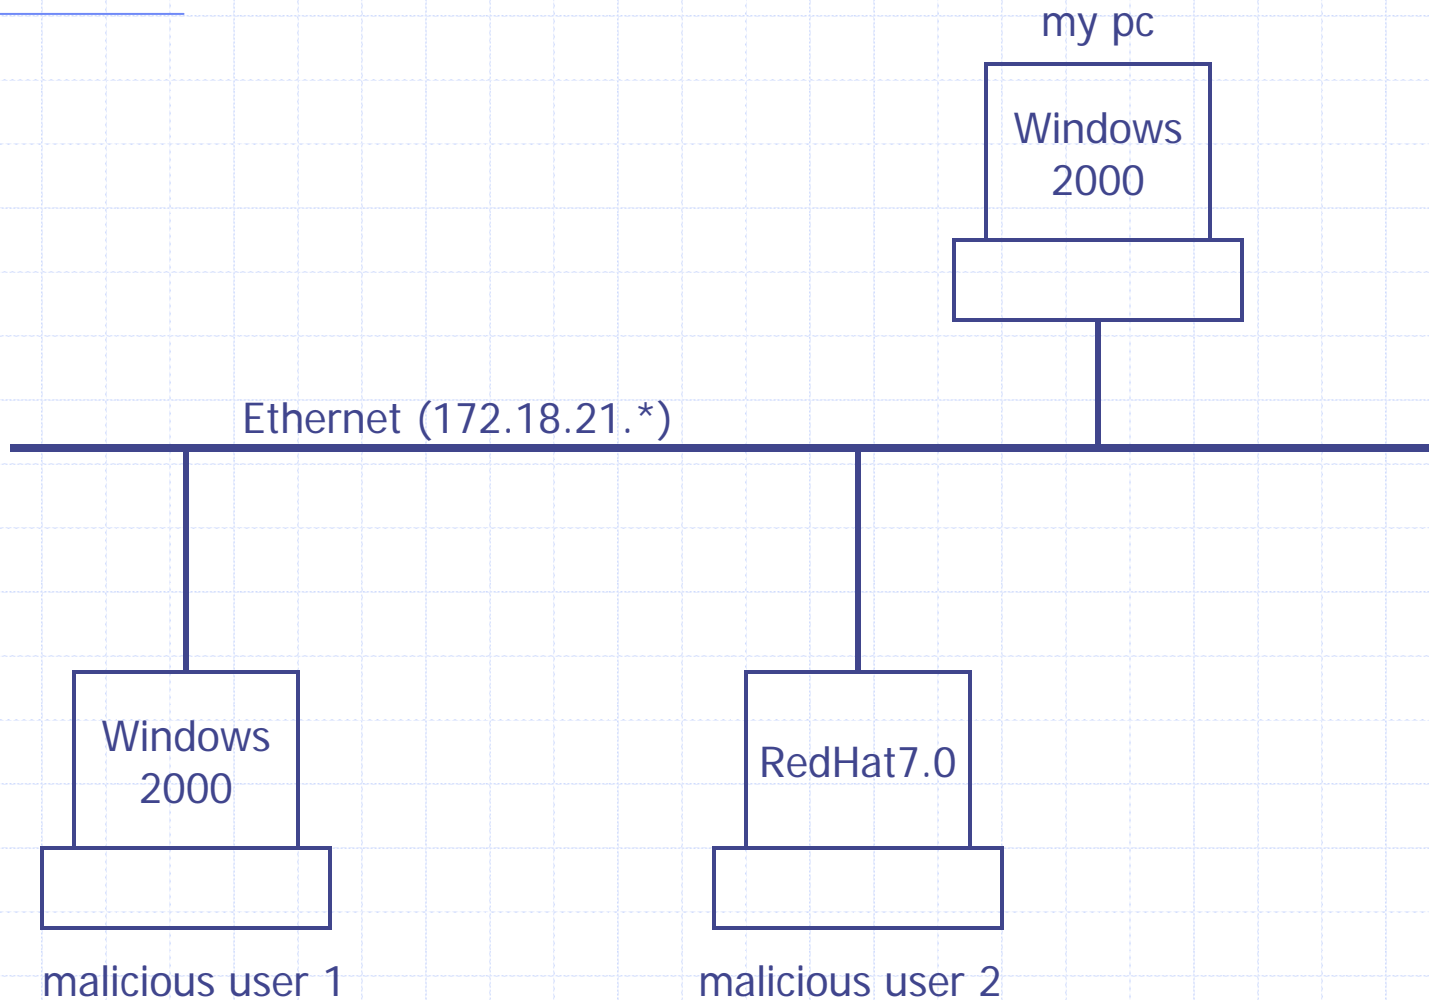 my pc
Windows
2000
Ethernet (172.18.21.*)
Windows
2000
RedHat7.0
malicious user 1
malicious user 2